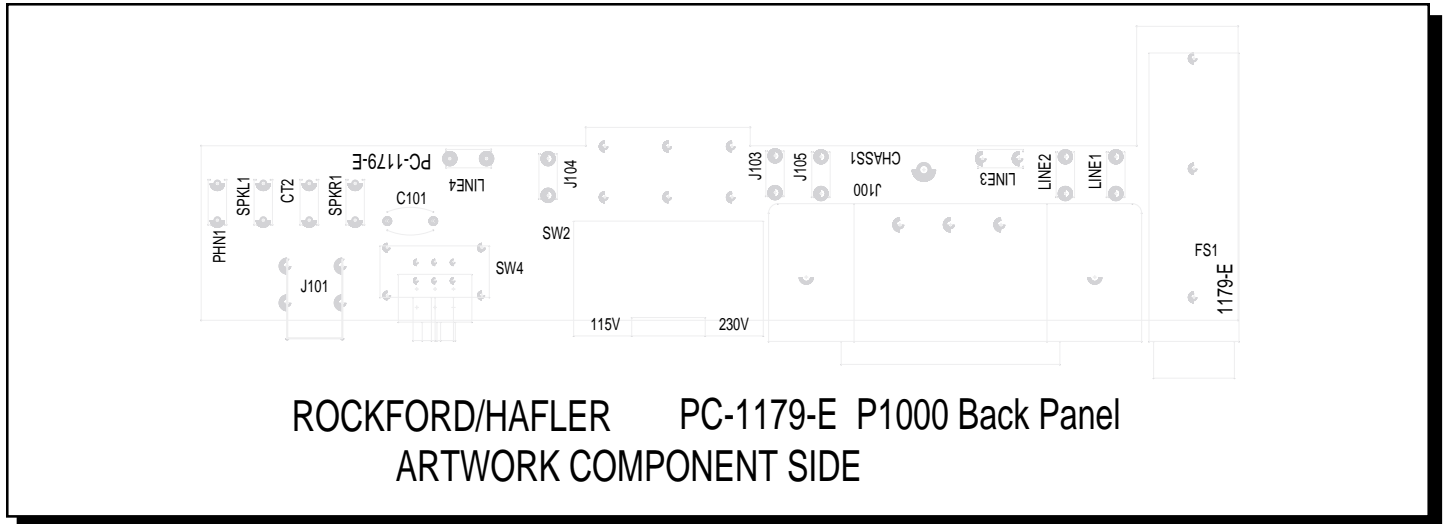 PC-1179-E
LINE4
J104
J103
J105
CHASS1
J100
LINE3
LINE2
LINE1
PHN1
SPKL1
CT2
SPKR1
C101
SW2
SW4
J101
115V
230V
FS1
1179-E
ROCKFORD/HAFLER PC-1179-E P1000 Back Panel
ARTWORK COMPONENT SIDE